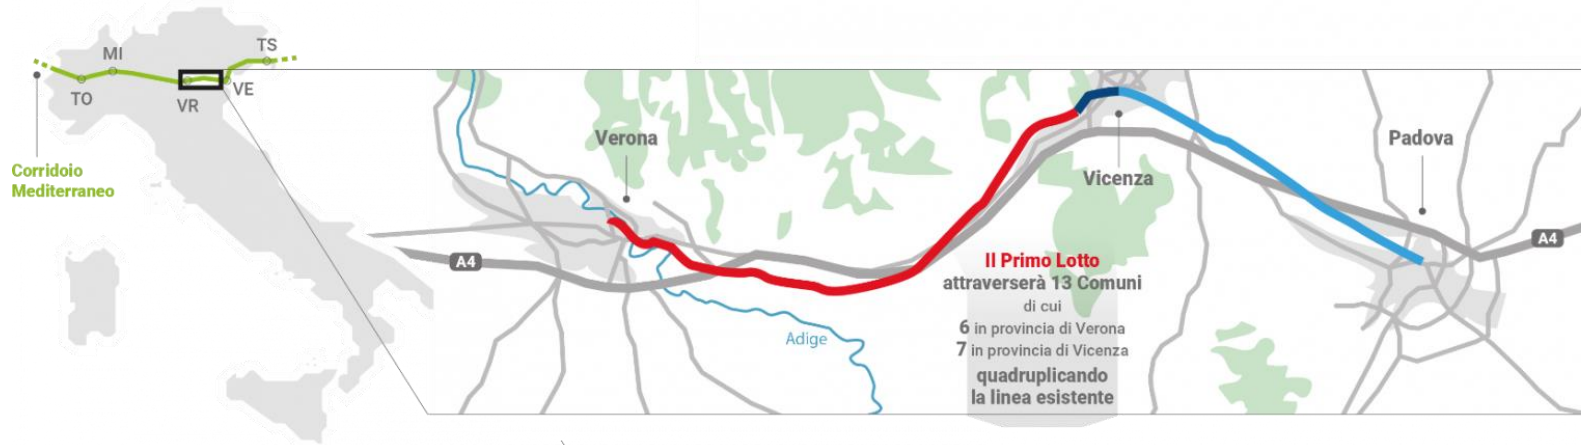 MI
TS
TO
VR
VE
Corridoio
Mediterraneo
Verona
Vicenza
Padova
A4
A4
Adige
Il Primo Lotto
attraverserà 13 Comuni
di cui
6 in provincia di Verona
7 in provincia di Vicenza
quadruplicando
la linea esistente